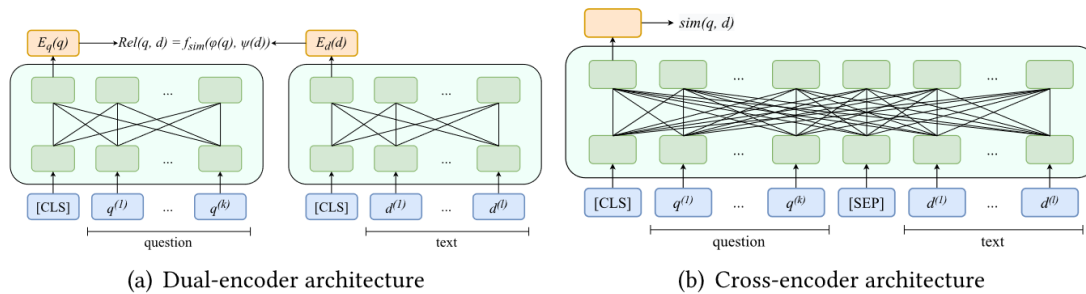 E_q(q) Rel(q, d) = f_sim(φ(q), ψ(d)) E_d(d)
... ...
... ...
[CLS] q^(1) ... q^(k) [CLS] d^(1) ... d^(l)
question text
(a) Dual-encoder architecture
sim(q, d)
... ...
... ...
[CLS] q^(1) ... q^(k) [SEP] d^(1) ... d^(l)
question text
(b) Cross-encoder architecture